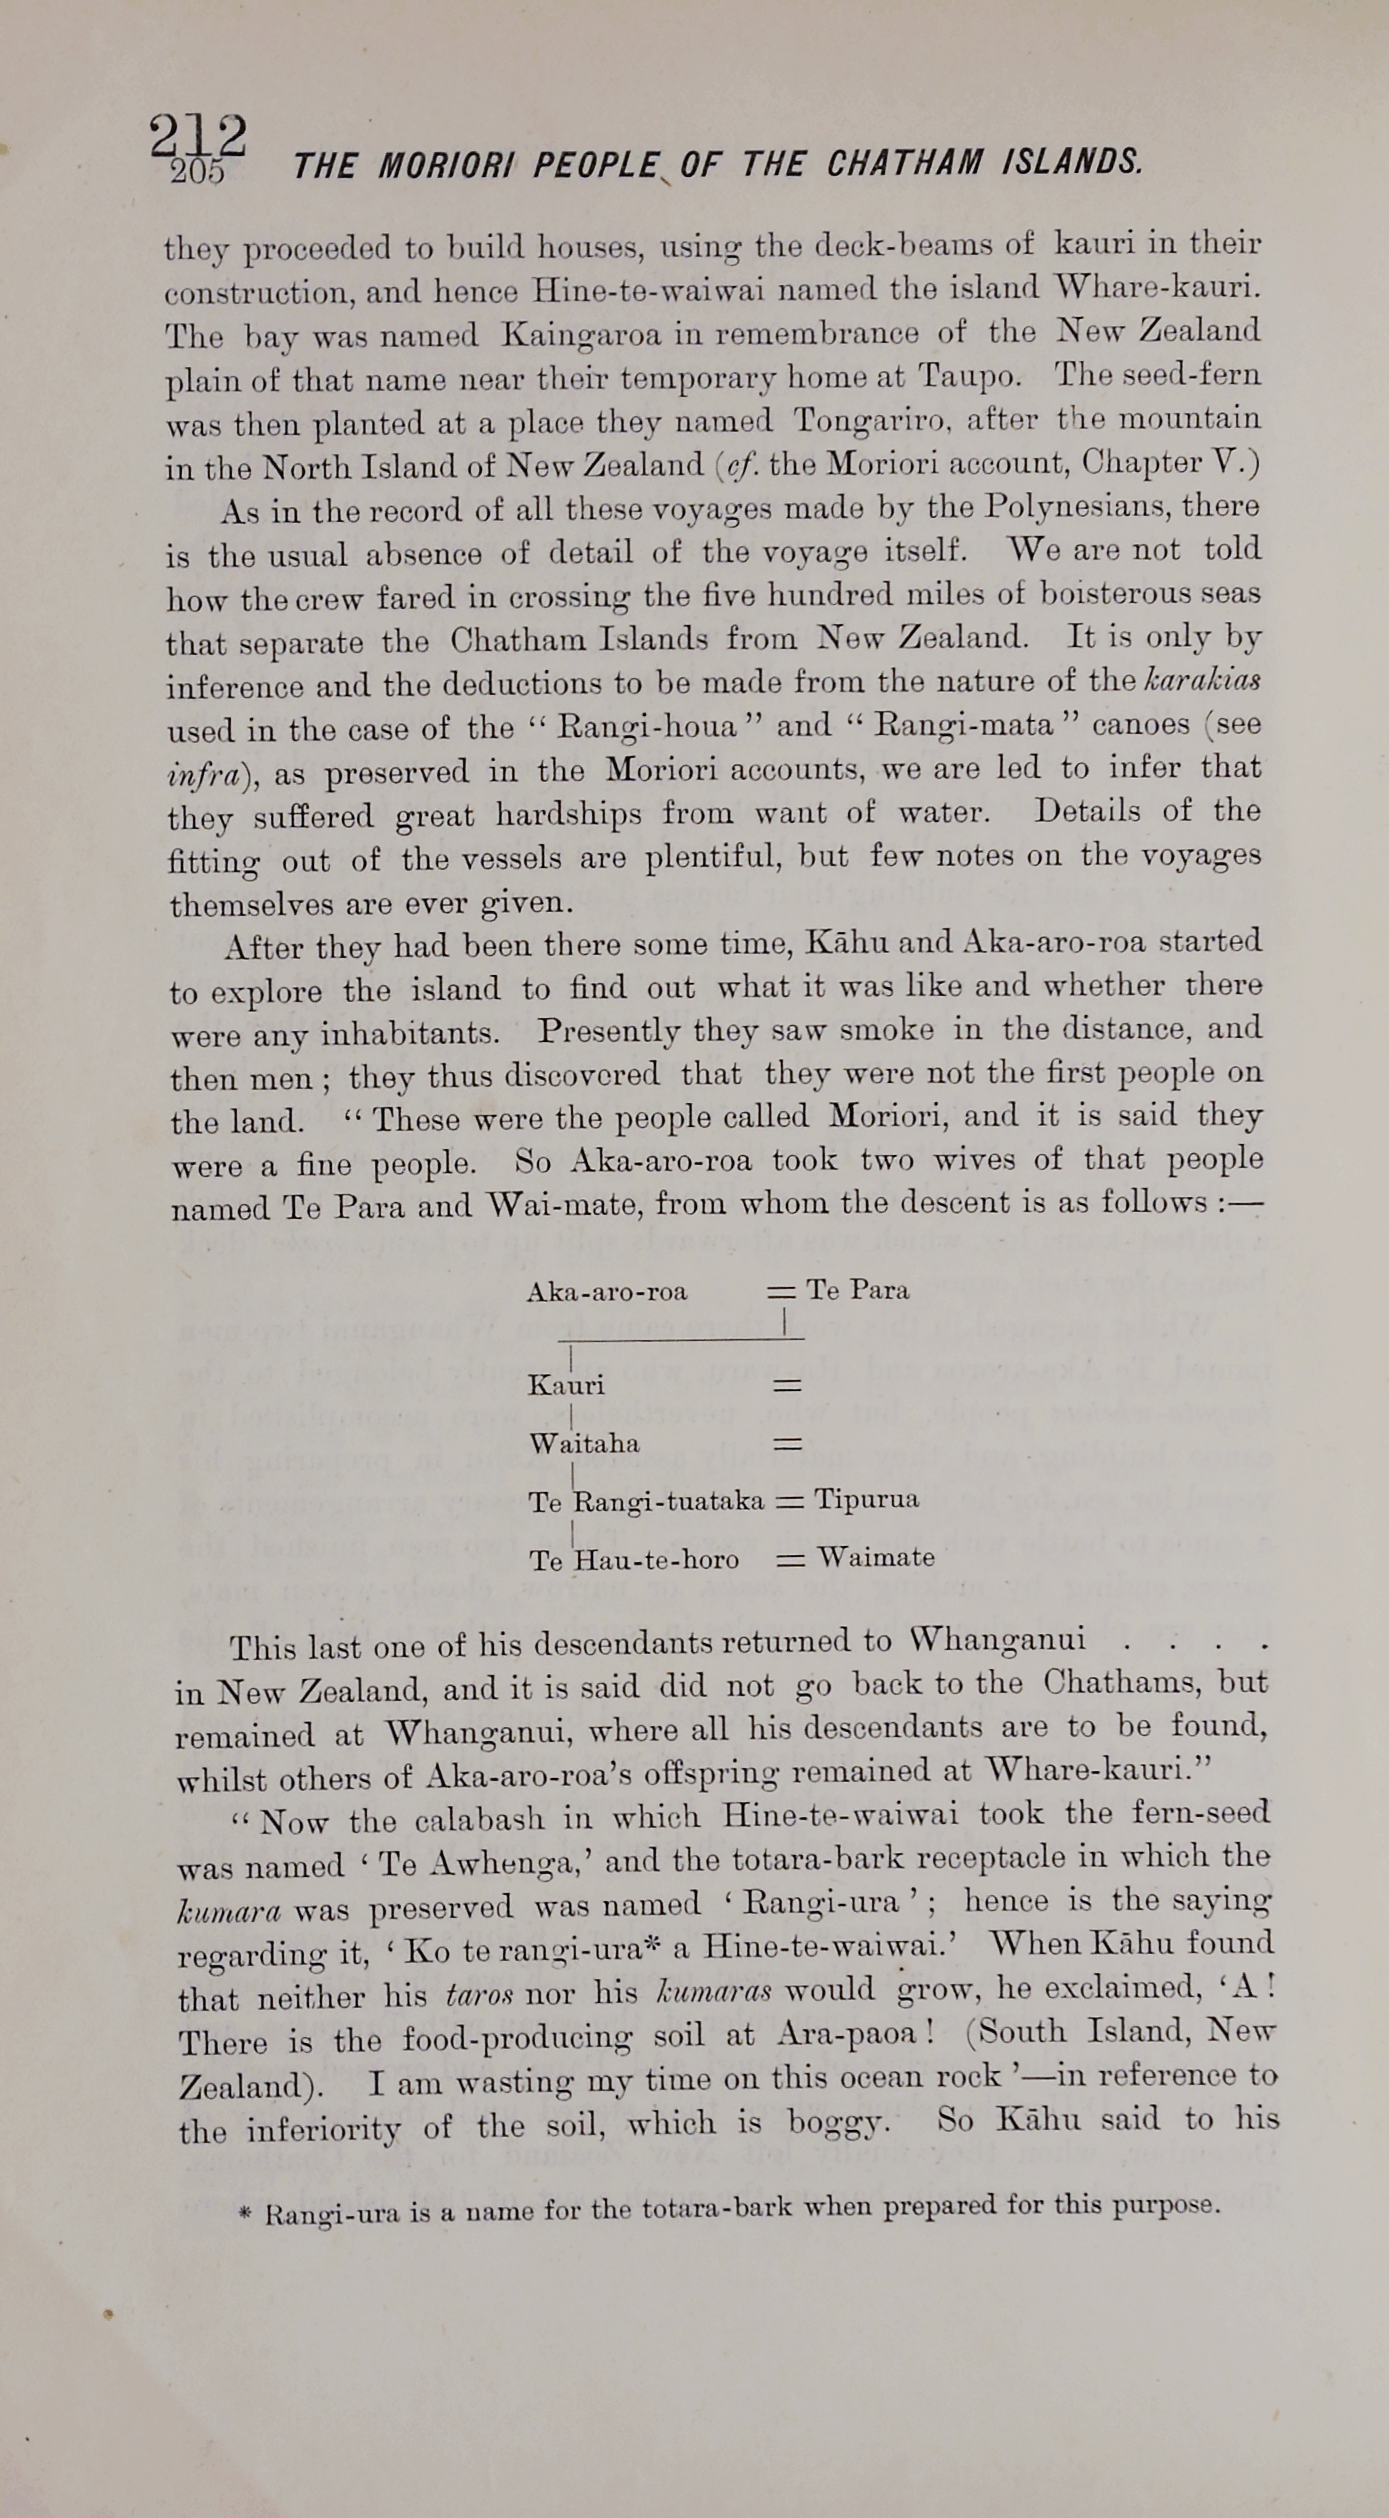 212
205
THE MORIORI PEOPLE OF THE CHATHAM ISLANDS.
they proceeded to build houses, using the deck-beams of kauri in their
construction, and hence Hine-te-waiwai named the island Whare-kauri.
The bay was named Kaingaroa in remembrance of the New Zealand
plain of that name near their temporary home at Taupo. The seed-fern
was then planted at a place they named Tongariro, after the mountain
in the North Island of New Zealand (cf. the Moriori account, Chapter V.)
As in the record of all these voyages made by the Polynesians, there
is the usual absence of detail of the voyage itself. We are not told
how the crew fared in crossing the five hundred miles of boisterous seas
that separate the Chatham Islands from New Zealand. It is only by
inference and the deductions to be made from the nature of the karakias
used in the case of the “ Rangi-houa ” and “ Rangi-mata ” canoes (see
infra), as preserved in the Moriori accounts, we are led to infer that
they suffered great hardships from want of water. Details of the
fitting out of the vessels are plentiful, but few notes on the voyages
themselves are ever given.
After they had been there some time, Kāhu and Aka-aro-roa started
to explore the island to find out what it was like and whether there
were any inhabitants. Presently they saw smoke in the distance, and
then men ; they thus discovered that they were not the first people on
the land. “ These were the people called Moriori, and it is said they
were a fine people. So Aka-aro-roa took two wives of that people
named Te Para and Wai-mate, from whom the descent is as follows :—
Aka-aro-roa = Te Para
Kauri =
Waitaha =
Te Rangi-tuataka = Tipurua
Te Hau-te-horo = Waimate
This last one of his descendants returned to Whanganui . . . .
in New Zealand, and it is said did not go back to the Chathams, but
remained at Whanganui, where all his descendants are to be found,
whilst others of Aka-aro-roa’s offspring remained at Whare-kauri.”
“ Now the calabash in which Hine-te-waiwai took the fern-seed
was named ‘ Te Awhenga,’ and the totara-bark receptacle in which the
kumara was preserved was named ‘ Rangi-ura ’ ; hence is the saying
regarding it, ‘ Ko te rangi-ura* a Hine-te-waiwai.’ When Kāhu found
that neither his taros nor his kumaras would grow, he exclaimed, ‘ A !
There is the food-producing soil at Ara-paoa ! (South Island, New
Zealand). I am wasting my time on this ocean rock ’—in reference to
the inferiority of the soil, which is boggy. So Kāhu said to his
* Rangi-ura is a name for the totara-bark when prepared for this purpose.